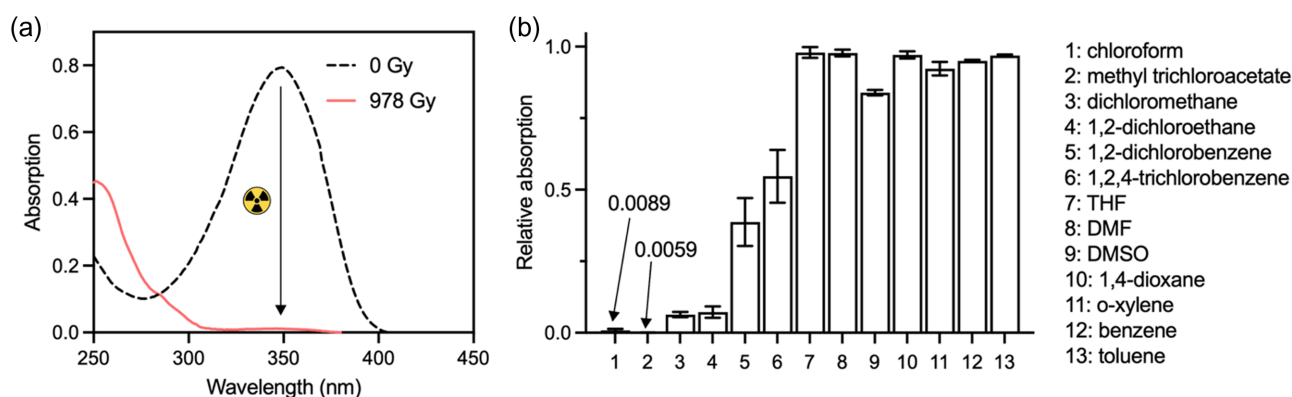 (a)
Absorption
0.8
0.6
0.4
0.2
0.0
0 Gy
978 Gy
250
300
350
400
450
Wavelength (nm)
(b)
Relative absorption
1.0
0.5
0.0
0.0089
0.0059
1 2 3 4 5 6 7 8 9 10 11 12 13
1: chloroform
2: methyl trichloroacetate
3: dichloromethane
4: 1,2-dichloroethane
5: 1,2-dichlorobenzene
6: 1,2,4-trichlorobenzene
7: THF
8: DMF
9: DMSO
10: 1,4-dioxane
11: o-xylene
12: benzene
13: toluene